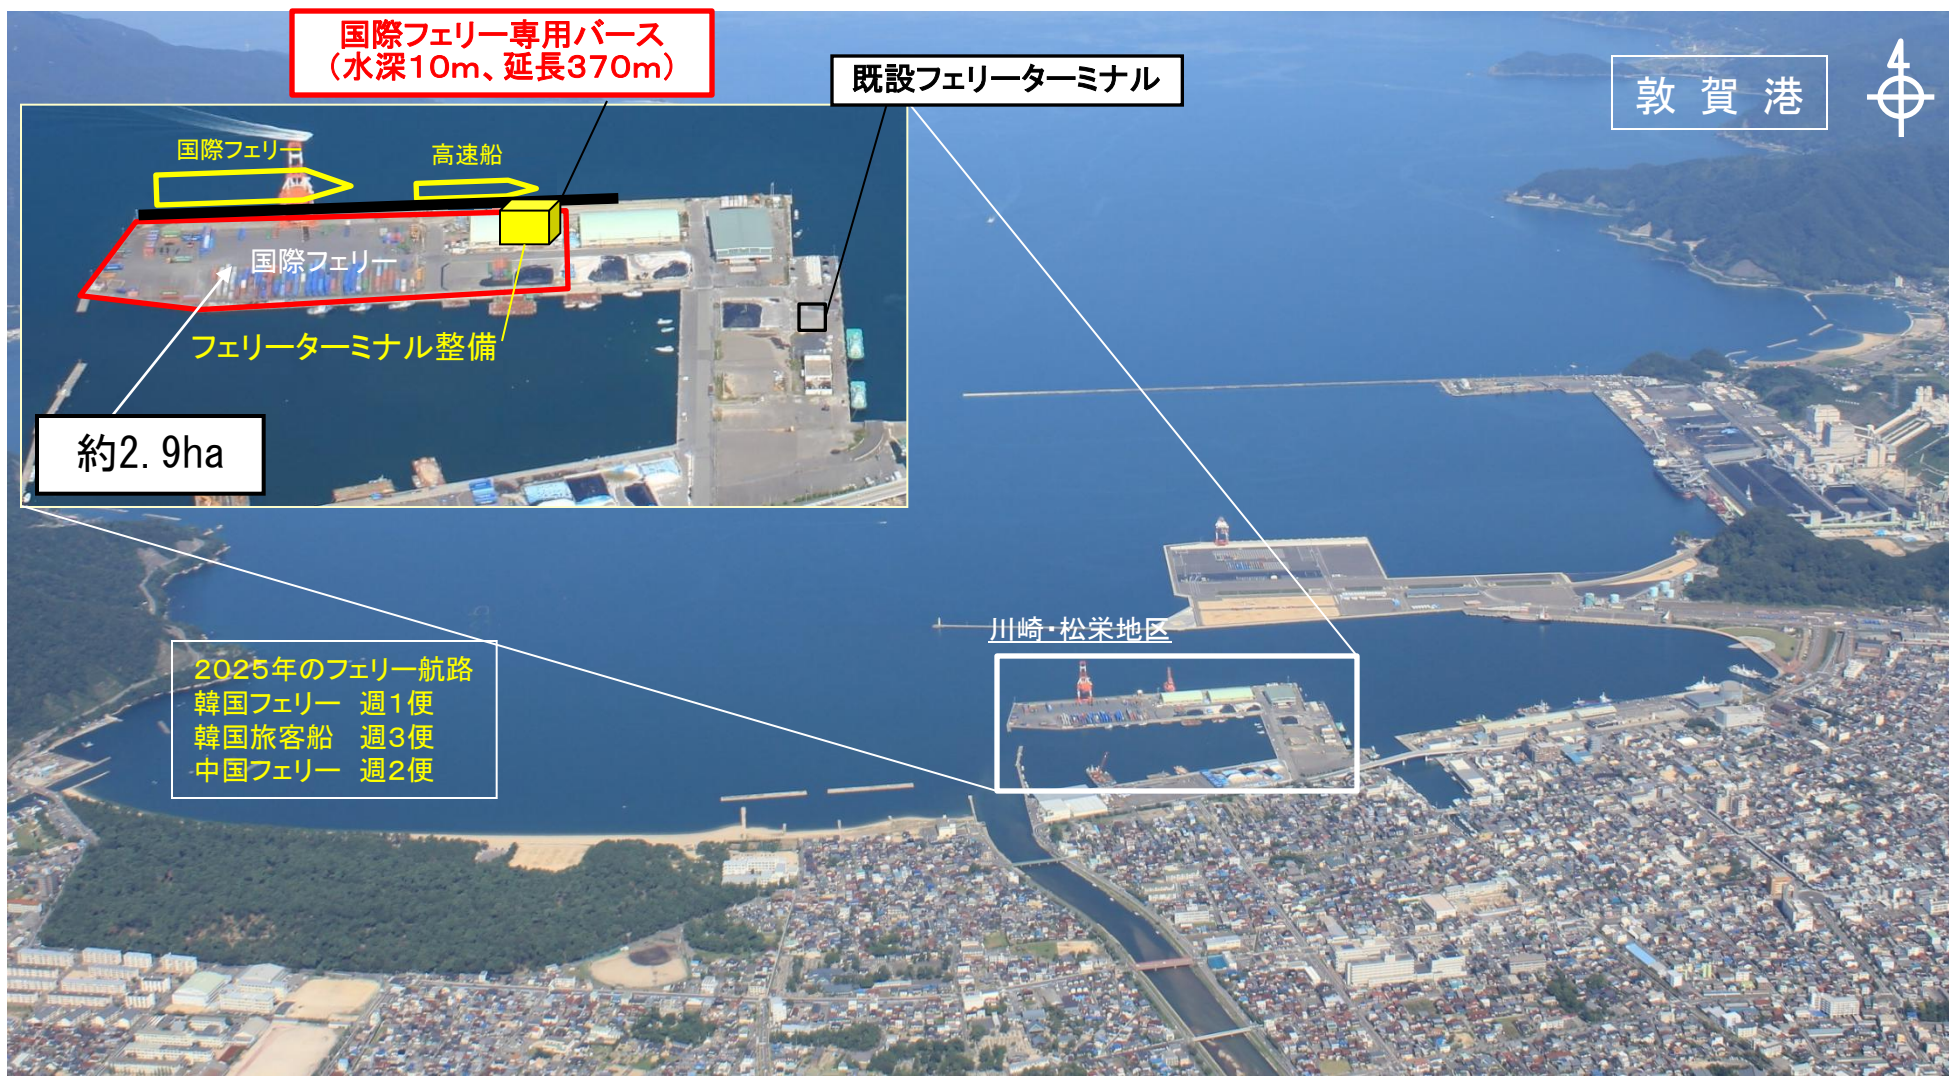 国際フェリー専用バース
(水深10m、延長370m)
既設フェリーターミナル
敦賀港
4
国際フェリー
高速船
国際フェリー
フェリーターミナル整備
約2.9ha
川崎・松栄地区
2025年のフェリー航路
韓国フェリー 週1便
韓国旅客船 週3便
中国フェリー 週2便